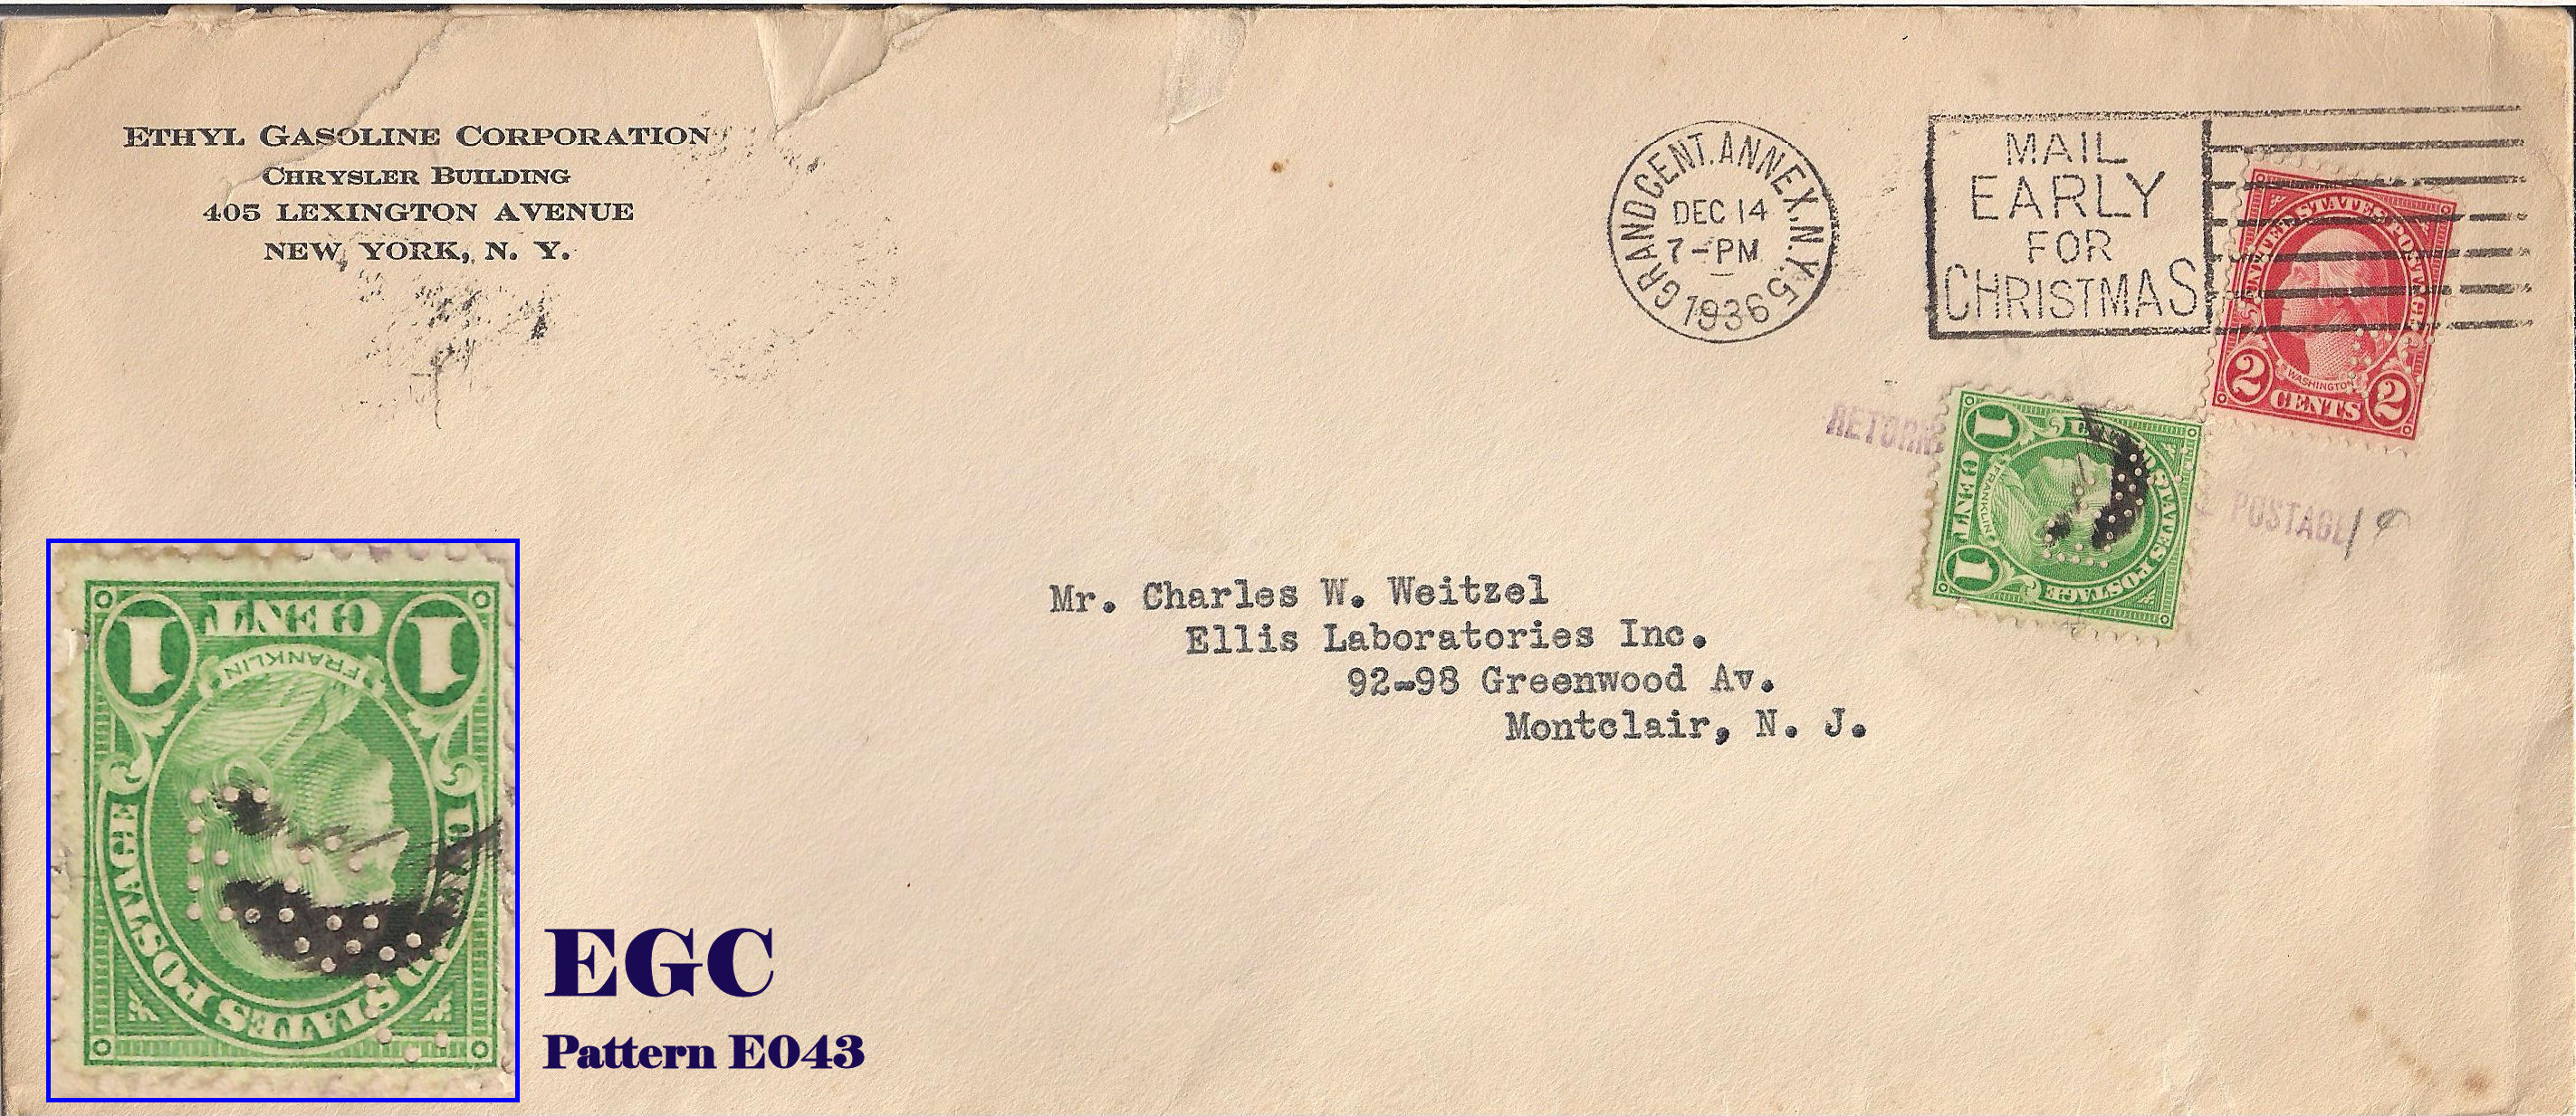 ETHYL GASOLINE CORPORATION
CHRYSLER BUILDING
405 LEXINGTON AVENUE
NEW YORK, N. Y.
GRAND CENT. ANNEX. N.Y. 5
DEC 14
7-PM
1936
MAIL
EARLY
FOR
CHRISTMAS
UNITED STATES POSTAGE
WASHINGTON
2 CENTS 2
RETURN
POSTAGE 1¢
UNITED STATES POSTAGE
FRANKLIN
1 CENT 1
Mr. Charles W. Weitzel
Ellis Laboratories Inc.
92-98 Greenwood Av.
Montclair, N. J.
1 CENT 1
FRANKLIN
STATES POSTAGE
EGC
Pattern E043